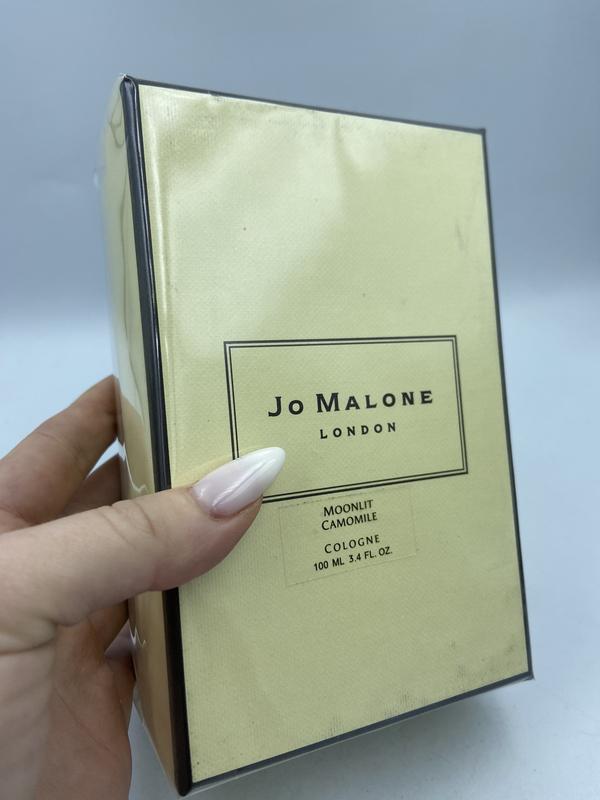 Jo Malone
LONDON
MOONLIT
CAMOMILE
COLOGNE
100 ML 3.4 FL. OZ.